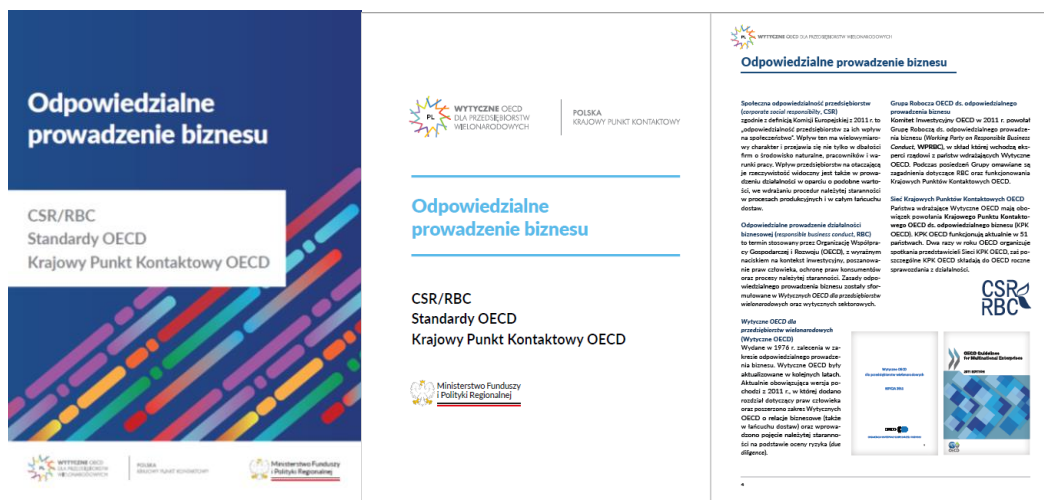 Odpowiedzialne
prowadzenie biznesu
CSR/RBC
Standardy OECD
Krajowy Punkt Kontaktowy OECD
WYTYCZNE OECD
DLA PRZEDSIĘBIORSTW
WIELONARODOWYCH
POLSKA
KRAJOWY PUNKT KONTAKTOWY
Ministerstwo Funduszy
i Polityki Regionalnej
PL
WYTYCZNE OECD
DLA PRZEDSIĘBIORSTW
WIELONARODOWYCH
POLSKA
KRAJOWY PUNKT KONTAKTOWY
Odpowiedzialne
prowadzenie biznesu
CSR/RBC
Standardy OECD
Krajowy Punkt Kontaktowy OECD
Ministerstwo Funduszy
i Polityki Regionalnej
PL
WYTYCZNE OECD DLA PRZEDSIĘBIORSTW WIELONARODOWYCH
Odpowiedzialne prowadzenie biznesu
Społeczna odpowiedzialność przedsiębiorstw
(corporate social responsibility, CSR)
zgodnie z definicją Komisji Europejskiej z 2011 r. to
„odpowiedzialność przedsiębiorstw za ich wpływ
na społeczeństwo”. Wpływ ten ma wielowymiaro-
wy charakter i przejawia się nie tylko w dbałości
firm o środowisko naturalne, pracowników i wa-
runki pracy. Wpływ przedsiębiorstw na otaczającą
je rzeczywistość widoczny jest także w prowa-
dzeniu działalności w oparciu o podobne warto-
ści, we wdrażaniu procedur należytej staranności
w procesach produkcyjnych i w całym łańcuchu
dostaw.
Odpowiedzialne prowadzenie działalności
biznesowej (responsible business conduct, RBC)
to termin stosowany przez Organizację Współpra-
cy Gospodarczej i Rozwoju (OECD), z wyraźnym
naciskiem na kontekst inwestycyjny, poszanowa-
nie praw człowieka, ochronę praw konsumentów
oraz procesy należytej staranności. Zasady odpo-
wiedzialnego prowadzenia biznesu zostały sfor-
mułowane w Wytycznych OECD dla przedsiębiorstw
wielonarodowych oraz wytycznych sektorowych.
Wytyczne OECD dla
przedsiębiorstw wielonarodowych
(Wytyczne OECD)
Wydane w 1976 r. zalecenia w za-
kresie odpowiedzialnego prowadze-
nia biznesu. Wytyczne OECD były
aktualizowane w kolejnych latach.
Aktualnie obowiązująca wersja po-
chodzi z 2011 r., w której dodano
rozdział dotyczący praw człowieka
oraz poszerzono zakres Wytycznych
OECD o relacje biznesowe (także
w łańcuchu dostaw) oraz wprowa-
dzono pojęcie należytej staranno-
ści na podstawie oceny ryzyka (due
diligence).
Grupa Robocza OECD ds. odpowiedzialnego
prowadzenia biznesu
Komitet Inwestycyjny OECD w 2011 r. powołał
Grupę Roboczą ds. odpowiedzialnego prowadze-
nia biznesu (Working Party on Responsible Business
Conduct, WPRBC), w skład której wchodzą eks-
perci rządowi z państw wdrażających Wytyczne
OECD. Podczas posiedzeń Grupy omawiane są
zagadnienia dotyczące RBC oraz funkcjonowania
Krajowych Punktów Kontaktowych OECD.
Sieć Krajowych Punktów Kontaktowych OECD
Państwa wdrażające Wytyczne OECD mają obo-
wiązek powołania Krajowego Punktu Kontakto-
wego OECD ds. odpowiedzialnego biznesu (KPK
OECD). KPK OECD funkcjonują aktualnie w 51
państwach. Dwa razy w roku OECD organizuje
spotkania przedstawicieli Sieci KPK OECD, zaś po-
szczególne KPK OECD składają do OECD roczne
sprawozdania z działalności.
CSR
RBC
Wytyczne OECD
dla przedsiębiorstw wielonarodowych
OECD
OECD Guidelines
for Multinational Enterprises
2011 EDITION
OECD
4